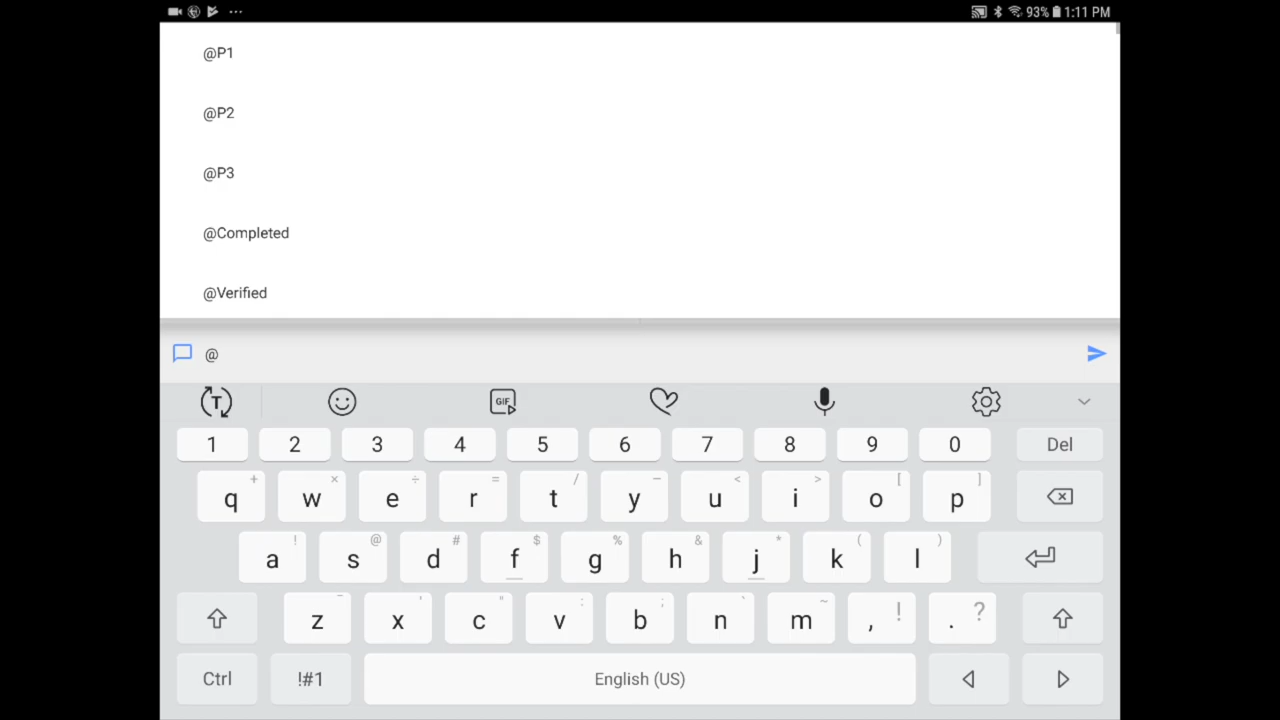 93% 1:11 PM
@P1
@P2
@P3
@Completed
@Verified
@
T GIF
1 2 3 4 5 6 7 8 9 0 Del
+ × ÷ = / − < > [ ]
q w e r t y u i o p
! @ # $ % & * ( )
a s d f g h j k l
- ' " : ; ` ~ ! ?
z x c v b n m , .
Ctrl !#1 English (US)